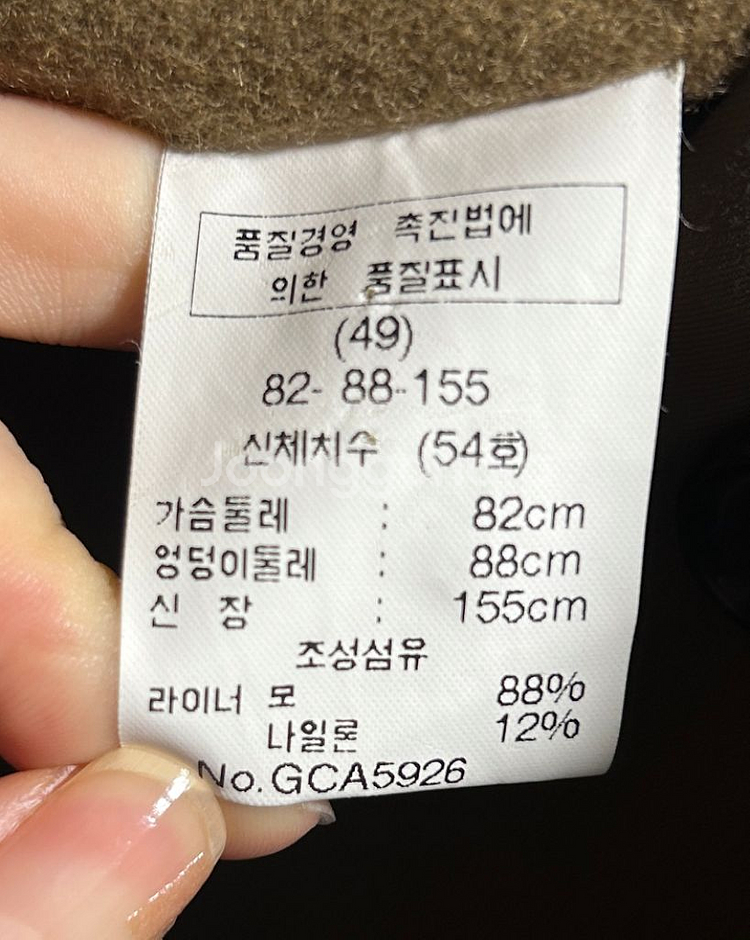 품질경영 촉진법에
의한 품질표시
(49)
82- 88-155
신체치수 (54호)
가슴둘레 : 82cm
엉덩이둘레 : 88cm
신 장 : 155cm
조성섬유
라이너 모 88%
나일론 12%
No.GCA5926